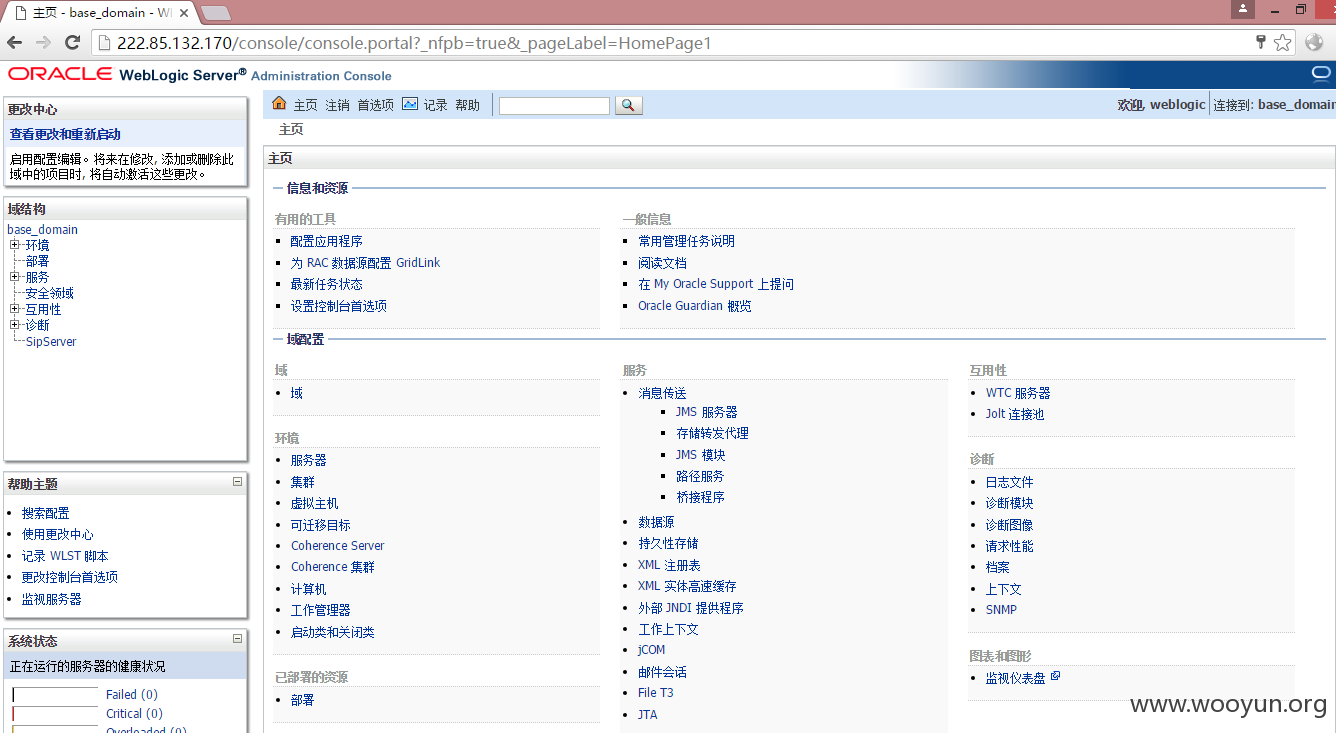 主页 - base_domain - Wl
222.85.132.170/console/console.portal?_nfpb=true&_pageLabel=HomePage1
ORACLE WebLogic Server® Administration Console
更改中心
查看更改和重新启动
启用配置编辑。将来在修改, 添加或删除此
域中的项目时, 将自动激活这些更改。
域结构
base_domain
环境
部署
服务
安全领域
互用性
诊断
SipServer
帮助主题
搜索配置
使用更改中心
记录 WLST 脚本
更改控制台首选项
监视服务器
系统状态
正在运行的服务器的健康状况
Failed (0)
Critical (0)
Overloaded (0)
主页 注销 首选项 记录 帮助
欢迎, weblogic 连接到: base_domain
主页
主页
信息和资源
有用的工具
配置应用程序
为 RAC 数据源配置 GridLink
最新任务状态
设置控制台首选项
一般信息
常用管理任务说明
阅读文档
在 My Oracle Support 上提问
Oracle Guardian 概览
域配置
域
域
环境
服务器
集群
虚拟主机
可迁移目标
Coherence Server
Coherence 集群
计算机
工作管理器
启动类和关闭类
已部署的资源
部署
服务
消息传送
JMS 服务器
存储转发代理
JMS 模块
路径服务
桥接程序
数据源
持久性存储
XML 注册表
XML 实体高速缓存
外部 JNDI 提供程序
工作上下文
jCOM
邮件会话
File T3
JTA
互用性
WTC 服务器
Jolt 连接池
诊断
日志文件
诊断模块
诊断图像
请求性能
档案
上下文
SNMP
图表和图形
监视仪表盘
www.wooyun.org